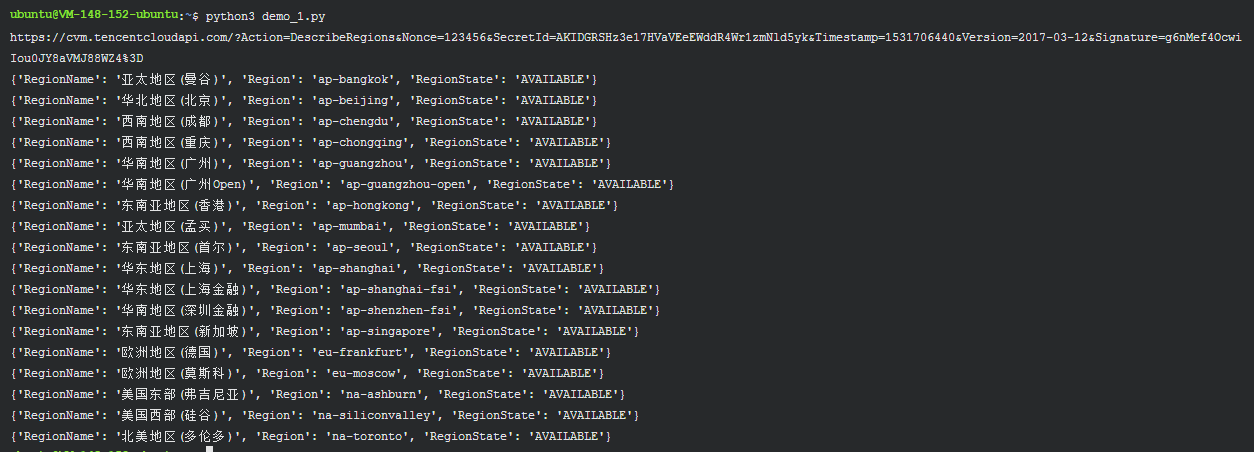 ubuntu@VM-148-152-ubuntu:~$ python3 demo_1.py
https://cvm.tencentcloudapi.com/?Action=DescribeRegions&Nonce=123456&SecretId=AKIDGRSHz3el7HVaVEeEWddR4Wr1zmNld5yk&Timestamp=1531706440&Version=2017-03-12&Signature=g6nMef4Ocwi
Iou0JY8aVMJ88WZ4%3D
{'RegionName': '亚太地区(曼谷)', 'Region': 'ap-bangkok', 'RegionState': 'AVAILABLE'}
{'RegionName': '华北地区(北京)', 'Region': 'ap-beijing', 'RegionState': 'AVAILABLE'}
{'RegionName': '西南地区(成都)', 'Region': 'ap-chengdu', 'RegionState': 'AVAILABLE'}
{'RegionName': '西南地区(重庆)', 'Region': 'ap-chongqing', 'RegionState': 'AVAILABLE'}
{'RegionName': '华南地区(广州)', 'Region': 'ap-guangzhou', 'RegionState': 'AVAILABLE'}
{'RegionName': '华南地区(广州Open)', 'Region': 'ap-guangzhou-open', 'RegionState': 'AVAILABLE'}
{'RegionName': '东南亚地区(香港)', 'Region': 'ap-hongkong', 'RegionState': 'AVAILABLE'}
{'RegionName': '亚太地区(孟买)', 'Region': 'ap-mumbai', 'RegionState': 'AVAILABLE'}
{'RegionName': '东南亚地区(首尔)', 'Region': 'ap-seoul', 'RegionState': 'AVAILABLE'}
{'RegionName': '华东地区(上海)', 'Region': 'ap-shanghai', 'RegionState': 'AVAILABLE'}
{'RegionName': '华东地区(上海金融)', 'Region': 'ap-shanghai-fsi', 'RegionState': 'AVAILABLE'}
{'RegionName': '华南地区(深圳金融)', 'Region': 'ap-shenzhen-fsi', 'RegionState': 'AVAILABLE'}
{'RegionName': '东南亚地区(新加坡)', 'Region': 'ap-singapore', 'RegionState': 'AVAILABLE'}
{'RegionName': '欧洲地区(德国)', 'Region': 'eu-frankfurt', 'RegionState': 'AVAILABLE'}
{'RegionName': '欧洲地区(莫斯科)', 'Region': 'eu-moscow', 'RegionState': 'AVAILABLE'}
{'RegionName': '美国东部(弗吉尼亚)', 'Region': 'na-ashburn', 'RegionState': 'AVAILABLE'}
{'RegionName': '美国西部(硅谷)', 'Region': 'na-siliconvalley', 'RegionState': 'AVAILABLE'}
{'RegionName': '北美地区(多伦多)', 'Region': 'na-toronto', 'RegionState': 'AVAILABLE'}